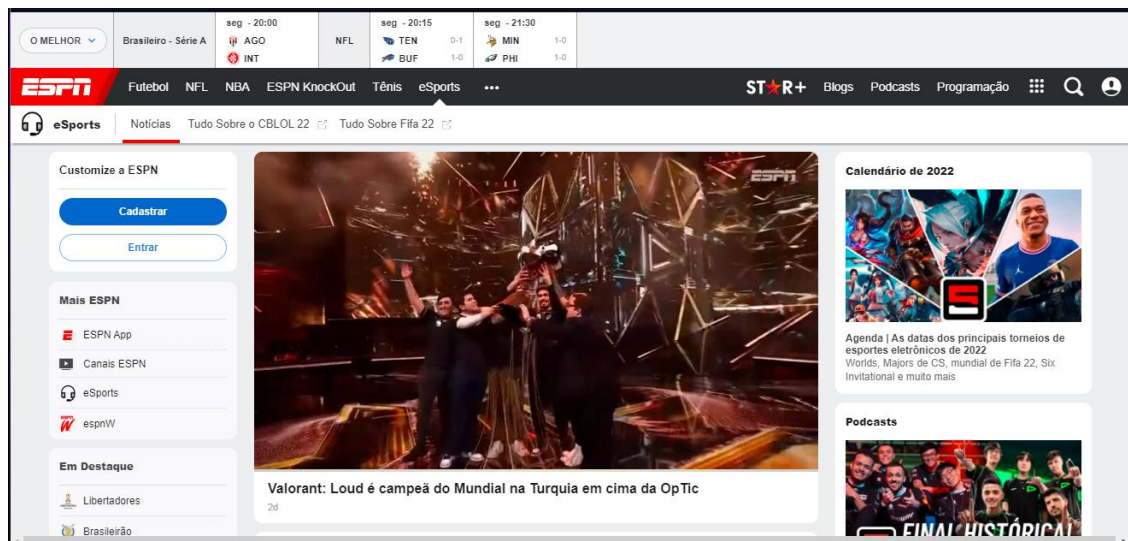 O MELHOR
Brasileiro - Série A
seg - 20:00
AGO
INT
NFL
seg - 20:15
TEN 0-1
BUF 1-0
seg - 21:30
MIN 1-0
PHI 1-0
ESPN
Futebol NFL NBA ESPN KnockOut Tênis eSports •••
ST★R+ Blogs Podcasts Programação
eSports Notícias Tudo Sobre o CBLOL 22 Tudo Sobre Fifa 22
Customize a ESPN
Cadastrar
Entrar
Mais ESPN
ESPN App
Canais ESPN
eSports
espnW
Em Destaque
Libertadores
Brasileirão
ESPN
Valorant: Loud é campeã do Mundial na Turquia em cima da OpTic
2d
Calendário de 2022
Agenda | As datas dos principais torneios de
esportes eletrônicos de 2022
Worlds, Majors de CS, mundial de Fifa 22, Six
Invitational e muito mais
Podcasts
FINAL HISTÓRICA!